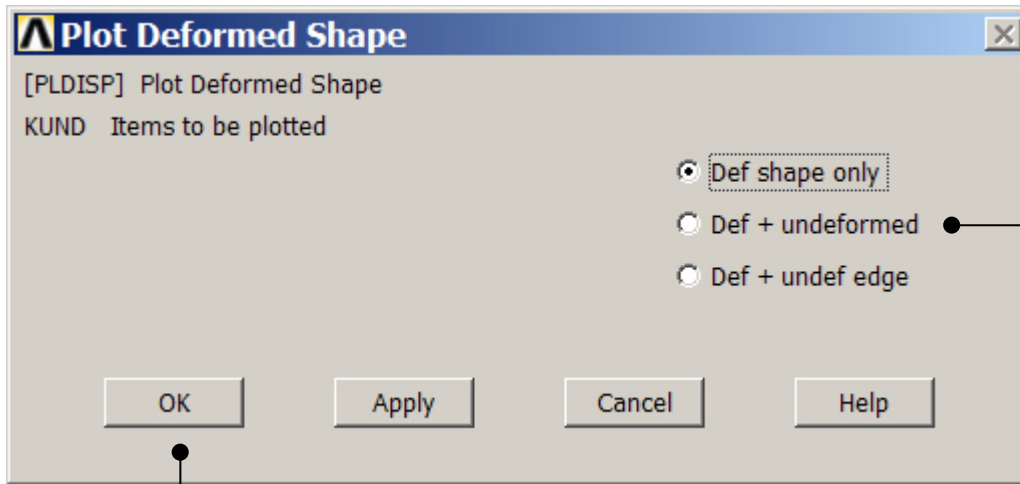 Plot Deformed Shape
[PLDISP] Plot Deformed Shape
KUND Items to be plotted
Def shape only
Def + undeformed
Def + undef edge
OK Apply Cancel Help